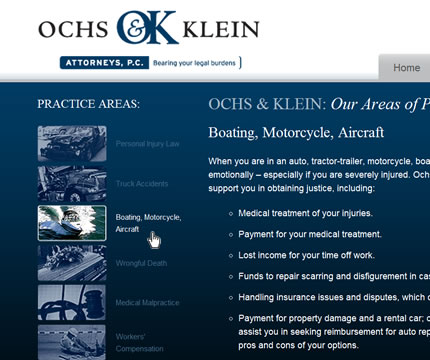 OCHS O&K KLEIN
ATTORNEYS, P.C. Bearing your legal burdens
Home
PRACTICE AREAS:
Personal Injury Law
Truck Accidents
Boating, Motorcycle,
Aircraft
Wrongful Death
Medical Malpractice
Workers'
Compensation
OCHS & KLEIN: Our Areas of P
Boating, Motorcycle, Aircraft
When you are in an auto, tractor-trailer, motorcycle, boa
emotionally – especially if you are severely injured. Och
support you in obtaining justice, including:
Medical treatment of your injuries.
Payment for your medical treatment.
Lost income for your time off work.
Funds to repair scarring and disfigurement in cas
Handling insurance issues and disputes, which c
Payment for property damage and a rental car; c
assist you in seeking reimbursement for auto rep
pros and cons of your options.